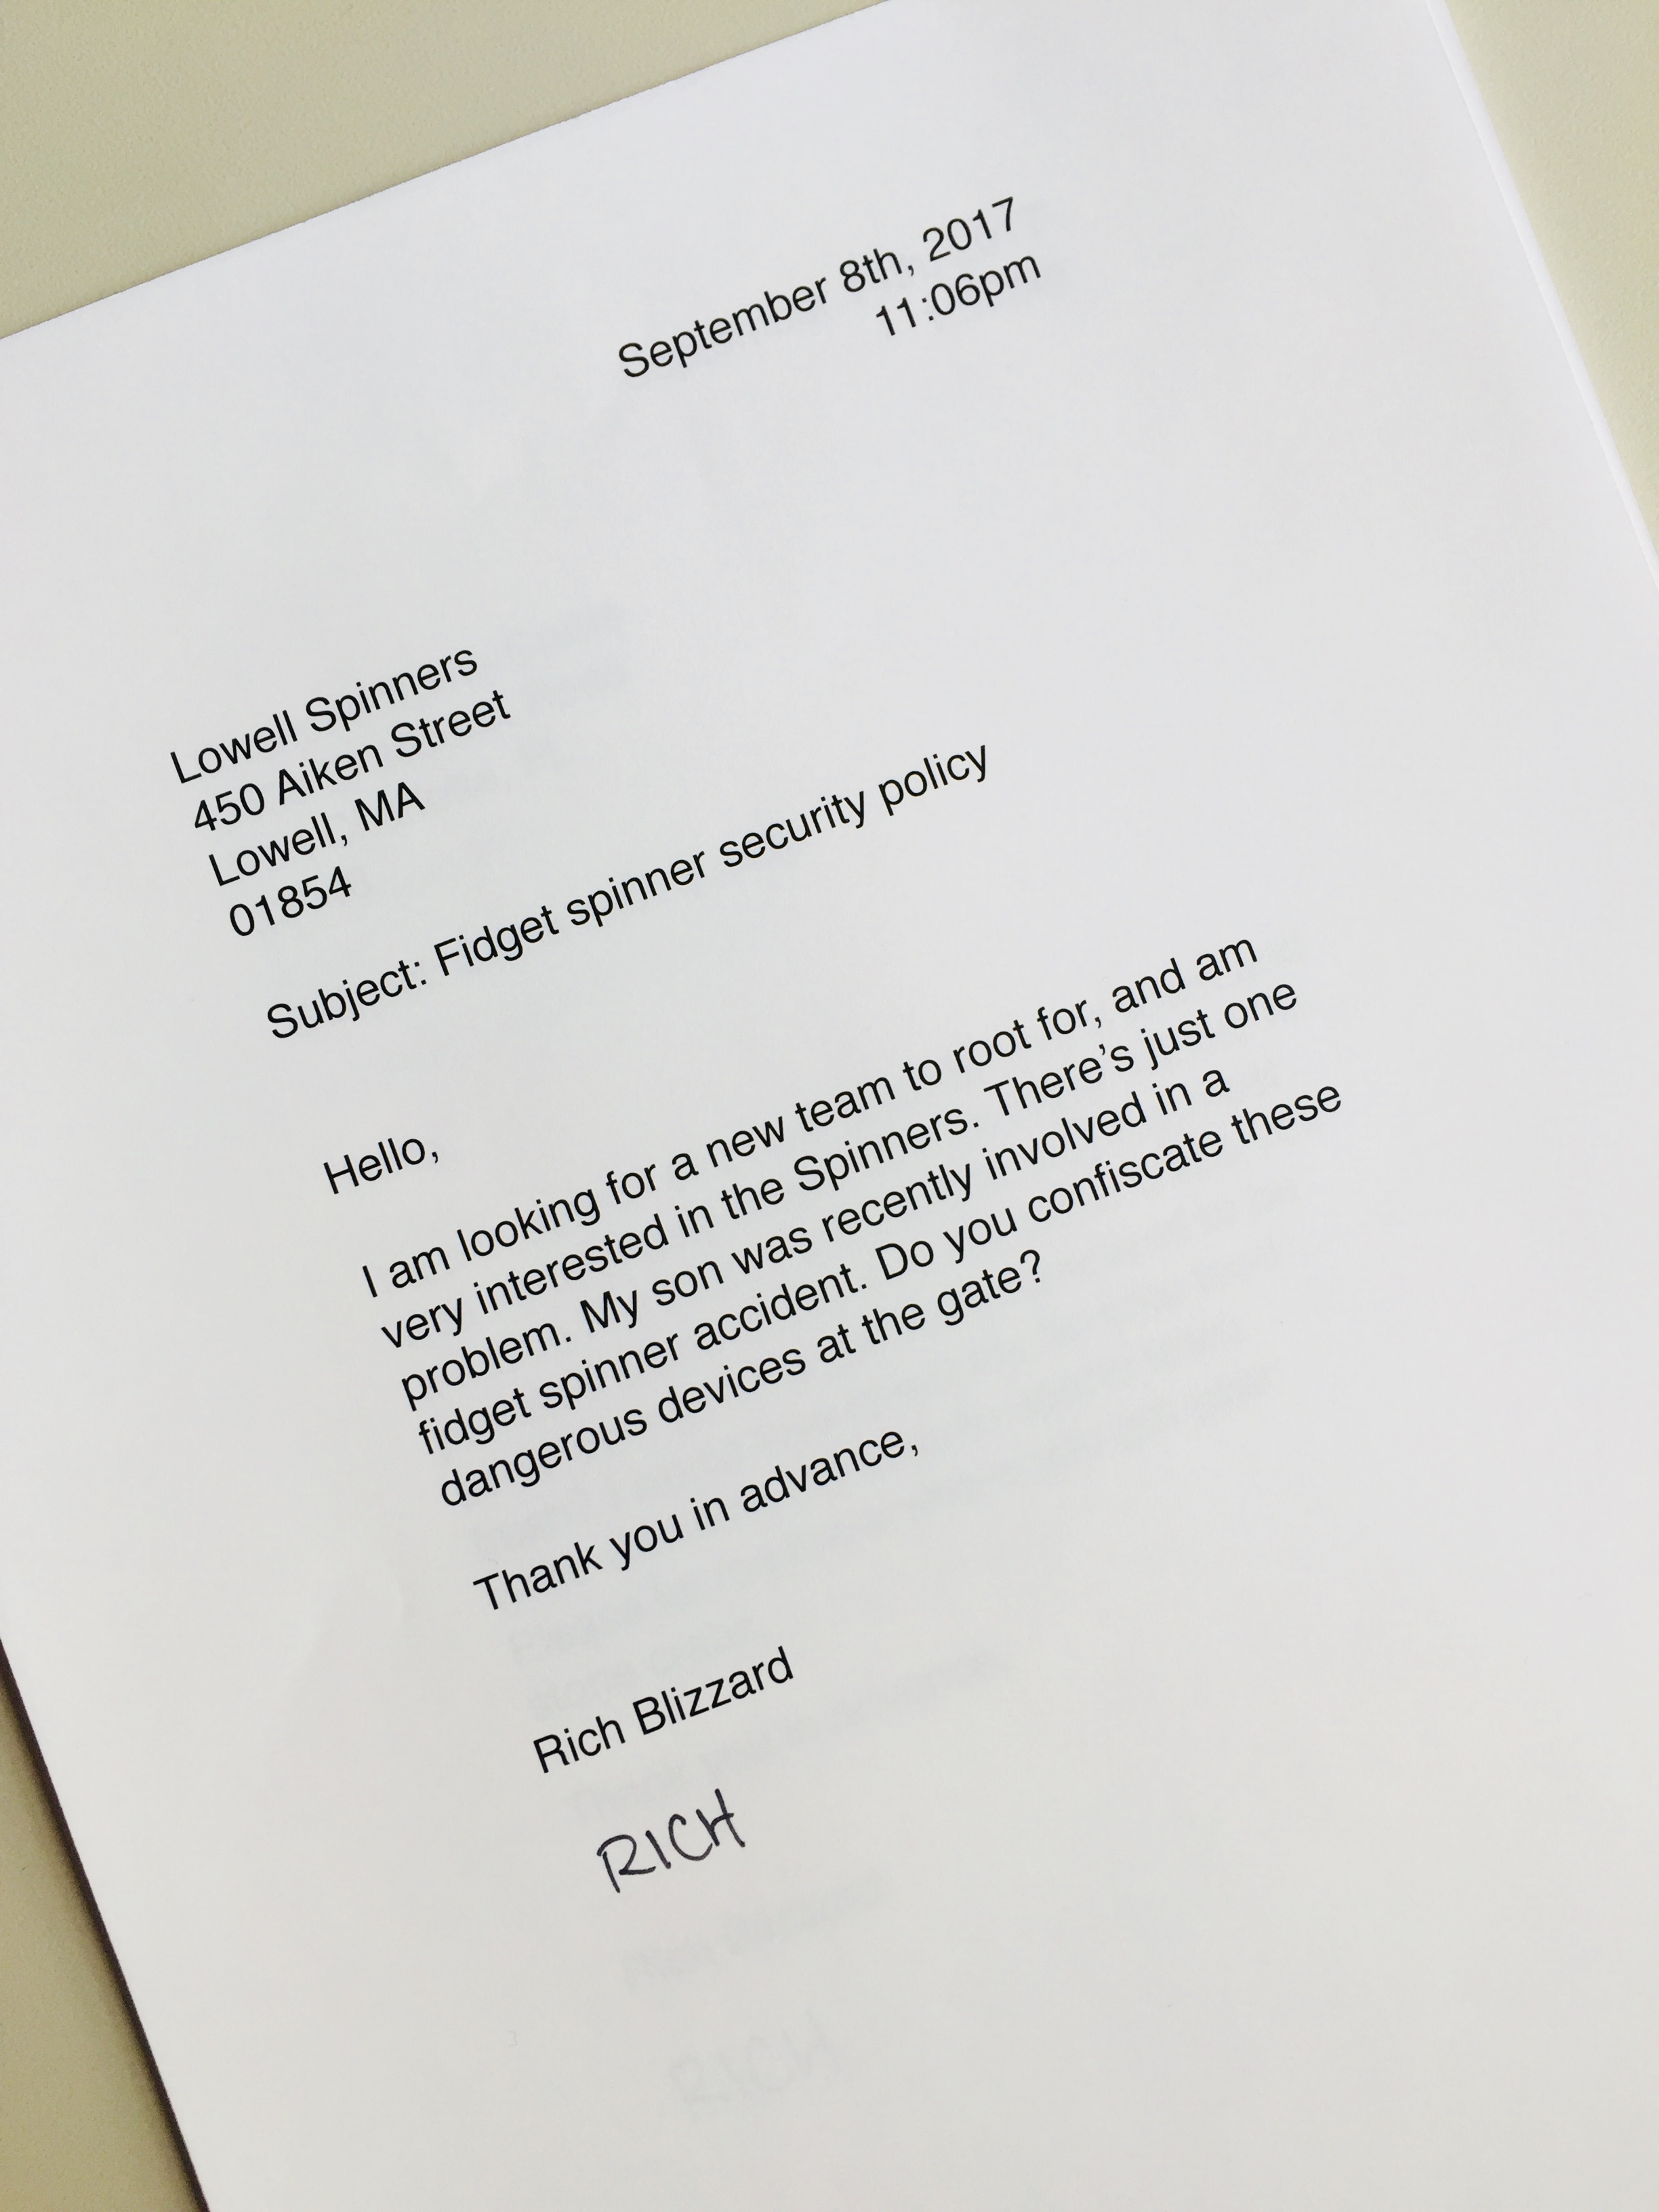 September 8th, 2017
11:06pm
Lowell Spinners
450 Aiken Street
Lowell, MA
01854
Subject: Fidget spinner security policy
Hello,
I am looking for a new team to root for, and am
very interested in the Spinners. There's just one
problem. My son was recently involved in a
fidget spinner accident. Do you confiscate these
dangerous devices at the gate?
Thank you in advance,
Rich Blizzard
RICH